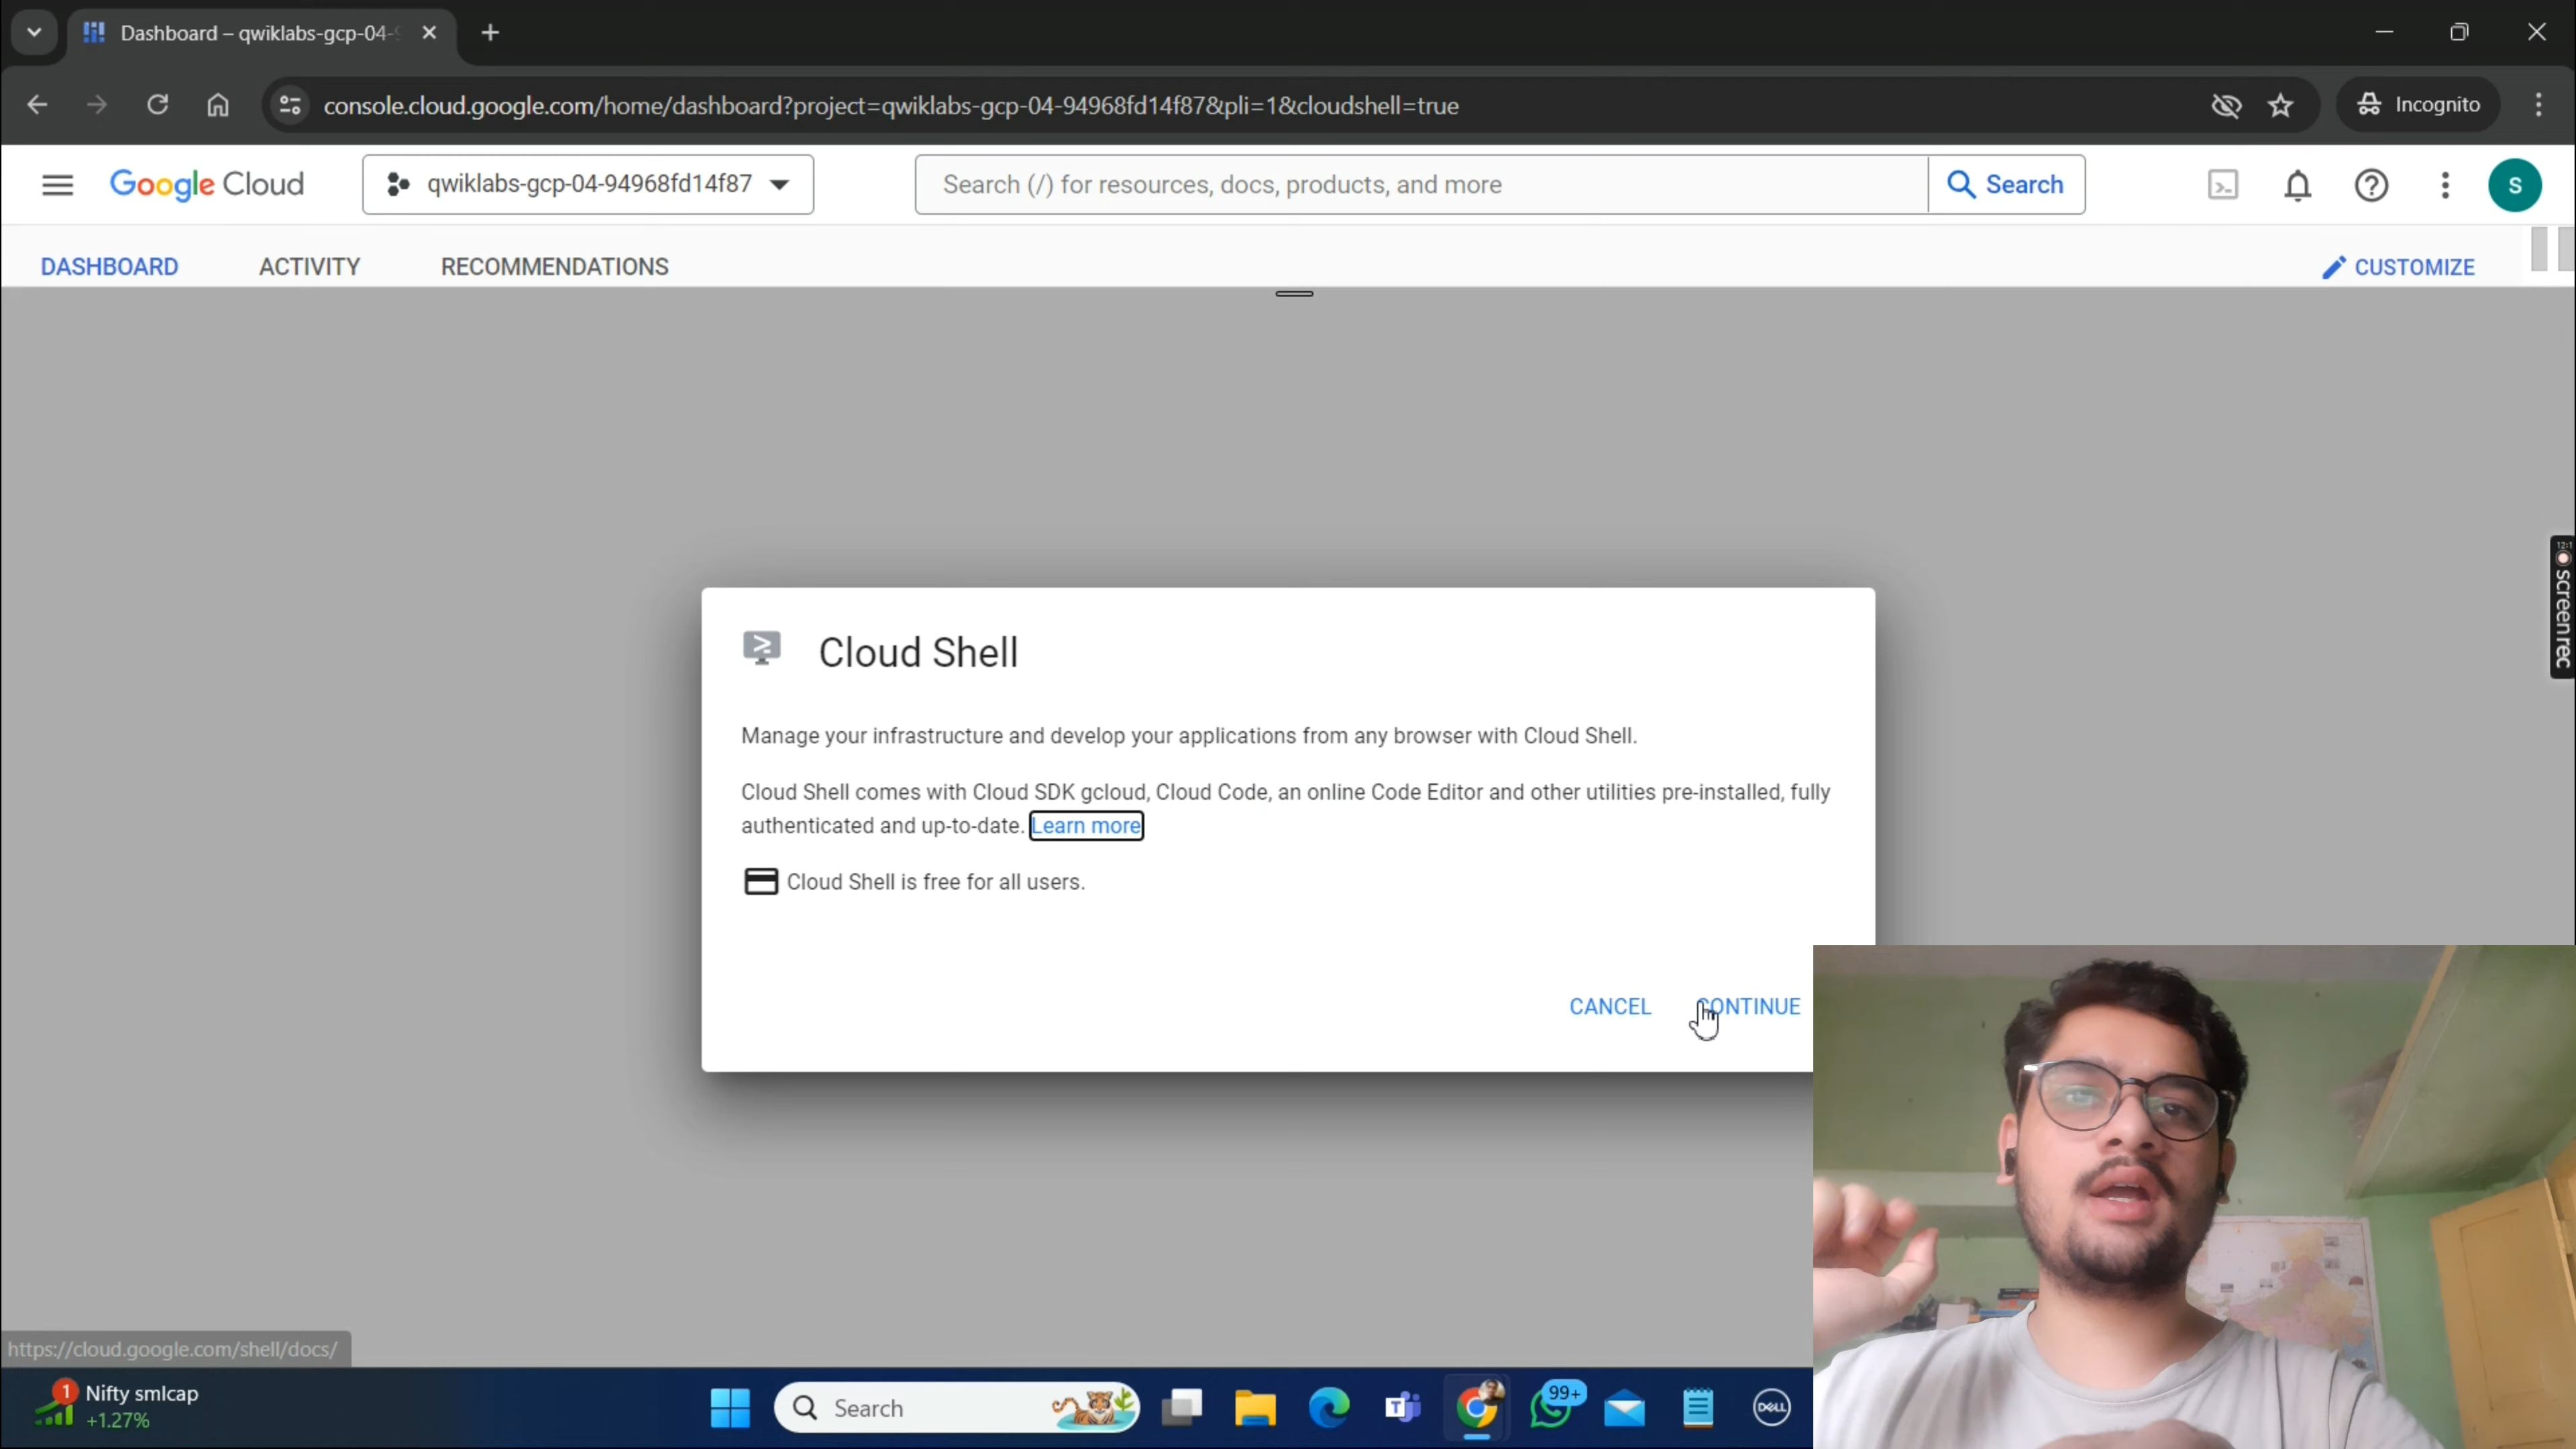 Dashboard – qwiklabs-gcp-04-9
console.cloud.google.com/home/dashboard?project=qwiklabs-gcp-04-94968fd14f87&pli=1&cloudshell=true
Incognito
Google Cloud
qwiklabs-gcp-04-94968fd14f87
Search (/) for resources, docs, products, and more
Search
S
DASHBOARD
ACTIVITY
RECOMMENDATIONS
CUSTOMIZE
Cloud Shell
Manage your infrastructure and develop your applications from any browser with Cloud Shell.
Cloud Shell comes with Cloud SDK gcloud, Cloud Code, an online Code Editor and other utilities pre-installed, fully
authenticated and up-to-date. Learn more
Cloud Shell is free for all users.
CANCEL
CONTINUE
screenrec
https://cloud.google.com/shell/docs/
1
Nifty smlcap
+1.27%
Search
99+
DELL